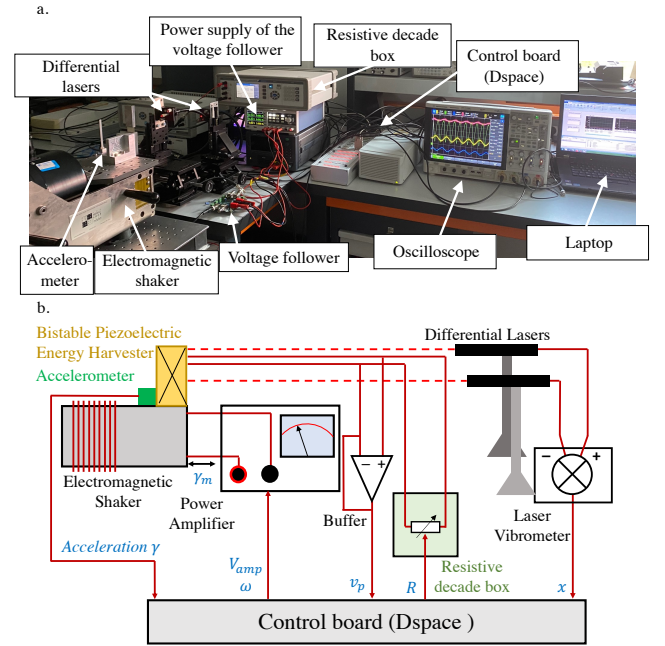 a.
Power supply of the
voltage follower
Resistive decade
box
Control board
(Dspace)
Differential
lasers
Accelero-
meter
Electromagnetic
shaker
Voltage follower
Oscilloscope
Laptop
b.
Bistable Piezoelectric
Energy Harvester
Accelerometer
Differential Lasers
Electromagnetic
Shaker
γm
Power
Amplifier
− +
Buffer
− +
Laser
Vibrometer
Resistive
decade box
Acceleration γ
Vamp
ω
vp
R
x
Control board (Dspace )